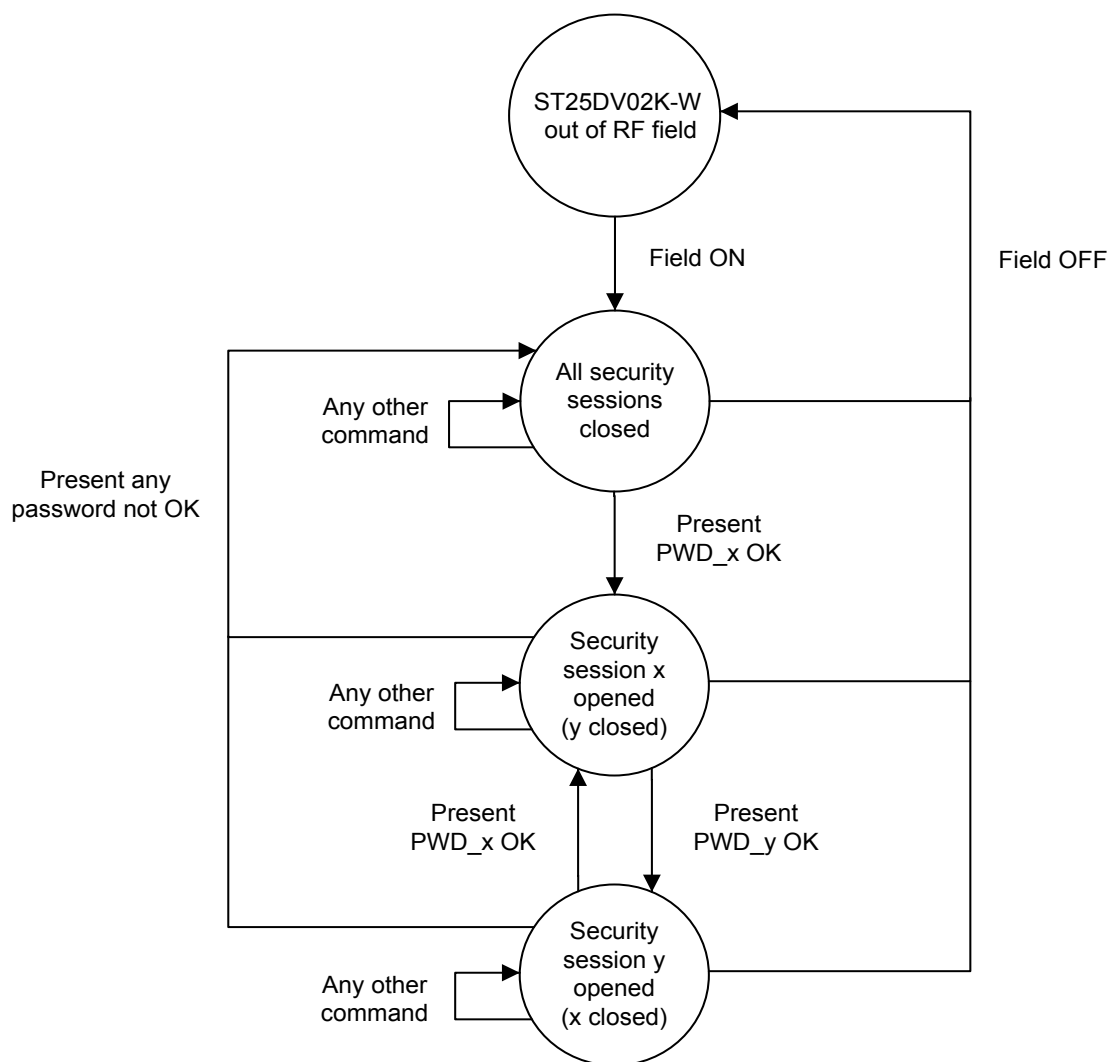 ST25DV02K-W
out of RF field
Field ON
Field OFF
All security
sessions
closed
Any other
command
Present any
password not OK
Present
PWD_x OK
Security
session x
opened
(y closed)
Any other
command
Present
PWD_x OK
Present
PWD_y OK
Security
session y
opened
(x closed)
Any other
command